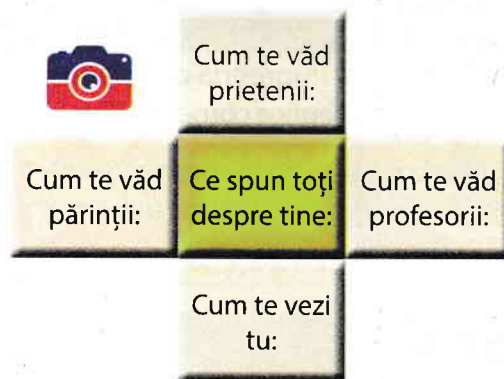 Cum te văd
prietenii:
Cum te văd
părinții:
Ce spun toți
despre tine:
Cum te văd
profesorii:
Cum te vezi
tu: